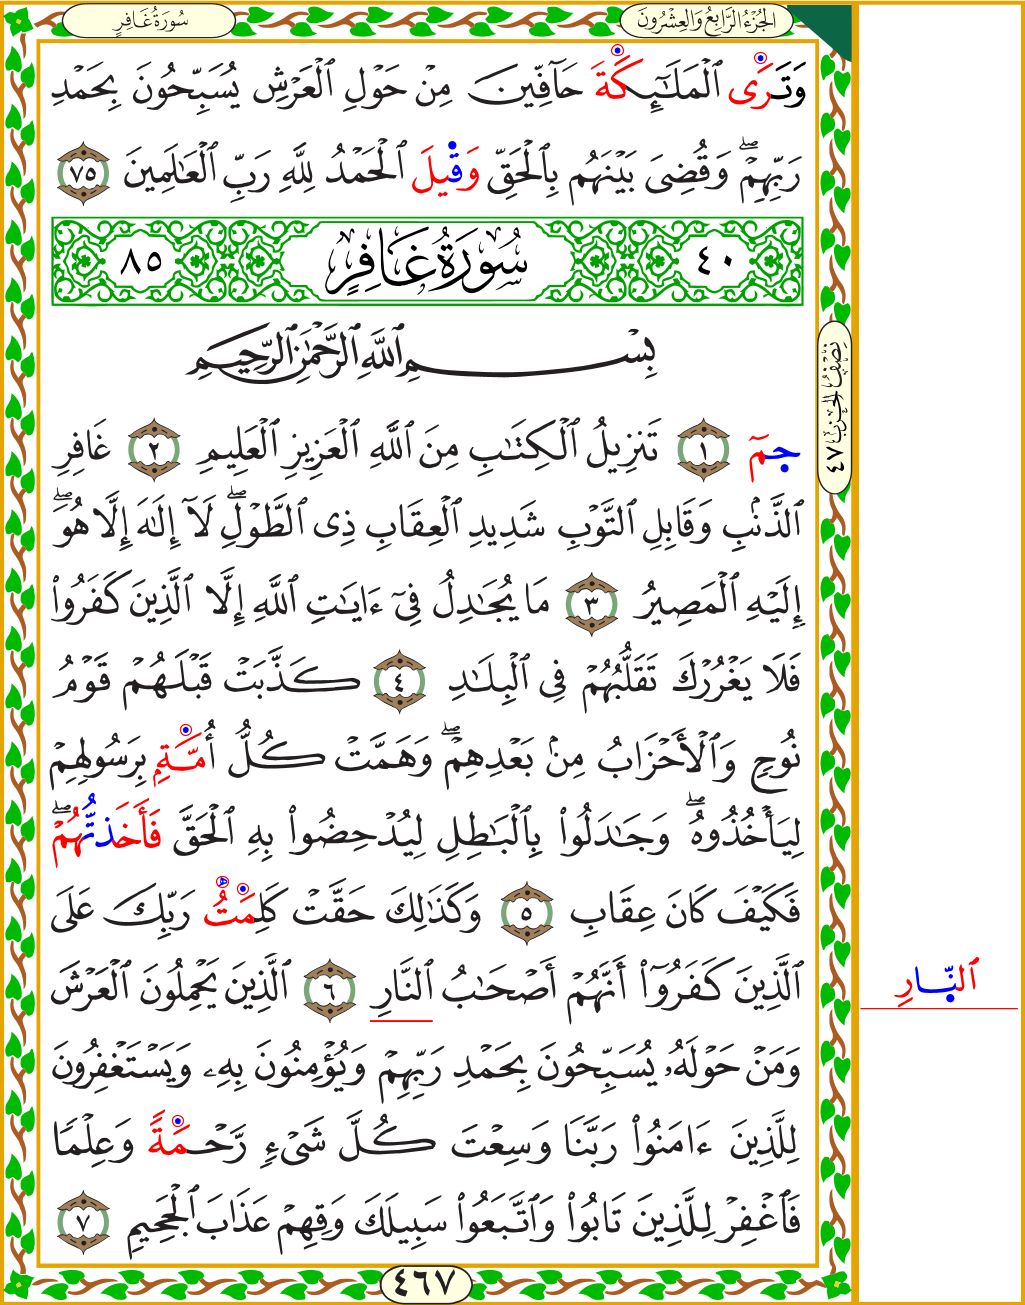 سُورَةُ غَافِرٍ
الجُزْءُ الرَّابِعُ وَالعِشْرُونَ
وَتَرَى ٱلْمَلَٰٓئِكَةَ حَآفِّينَ مِنْ حَوْلِ ٱلْعَرْشِ يُسَبِّحُونَ بِحَمْدِ
رَبِّهِمْۖ وَقُضِىَ بَيْنَهُم بِٱلْحَقِّ وَقِيلَ ٱلْحَمْدُ لِلَّهِ رَبِّ ٱلْعَٰلَمِينَ ٧٥
٤٠ سُورَةُ غَافِرٍ ٨٥
بِسْمِ ٱللَّهِ ٱلرَّحْمَٰنِ ٱلرَّحِيمِ
حمٓ ١ تَنزِيلُ ٱلْكِتَٰبِ مِنَ ٱللَّهِ ٱلْعَزِيزِ ٱلْعَلِيمِ ٢ غَافِرِ
ٱلذَّنۢبِ وَقَابِلِ ٱلتَّوْبِ شَدِيدِ ٱلْعِقَابِ ذِى ٱلطَّوْلِۖ لَآ إِلَٰهَ إِلَّا هُوَۖ
إِلَيْهِ ٱلْمَصِيرُ ٣ مَا يُجَٰدِلُ فِىٓ ءَايَٰتِ ٱللَّهِ إِلَّا ٱلَّذِينَ كَفَرُوا۟
فَلَا يَغْرُرْكَ تَقَلُّبُهُمْ فِى ٱلْبِلَٰدِ ٤ كَذَّبَتْ قَبْلَهُمْ قَوْمُ
نُوحٍ وَٱلْأَحْزَابُ مِنۢ بَعْدِهِمْۖ وَهَمَّتْ كُلُّ أُمَّةٍۭ بِرَسُولِهِمْ
لِيَأْخُذُوهُۖ وَجَٰدَلُوا۟ بِٱلْبَٰطِلِ لِيُدْحِضُوا۟ بِهِ ٱلْحَقَّ فَأَخَذتُّهُمْۖ
فَكَيْفَ كَانَ عِقَابِ ٥ وَكَذَٰلِكَ حَقَّتْ كَلِمَتُ رَبِّكَ عَلَى
ٱلَّذِينَ كَفَرُوٓا۟ أَنَّهُمْ أَصْحَٰبُ ٱلنَّارِ ٦ ٱلَّذِينَ يَحْمِلُونَ ٱلْعَرْشَ
وَمَنْ حَوْلَهُۥ يُسَبِّحُونَ بِحَمْدِ رَبِّهِمْ وَيُؤْمِنُونَ بِهِۦ وَيَسْتَغْفِرُونَ
لِلَّذِينَ ءَامَنُوا۟ رَبَّنَا وَسِعْتَ كُلَّ شَىْءٍ رَّحْمَةً وَعِلْمًا
فَٱغْفِرْ لِلَّذِينَ تَابُوا۟ وَٱتَّبَعُوا۟ سَبِيلَكَ وَقِهِمْ عَذَابَ ٱلْجَحِيمِ ٧
نِصْفُ الحِزْبِ ٤٧
ٱلنَّارِ
٤٦٧